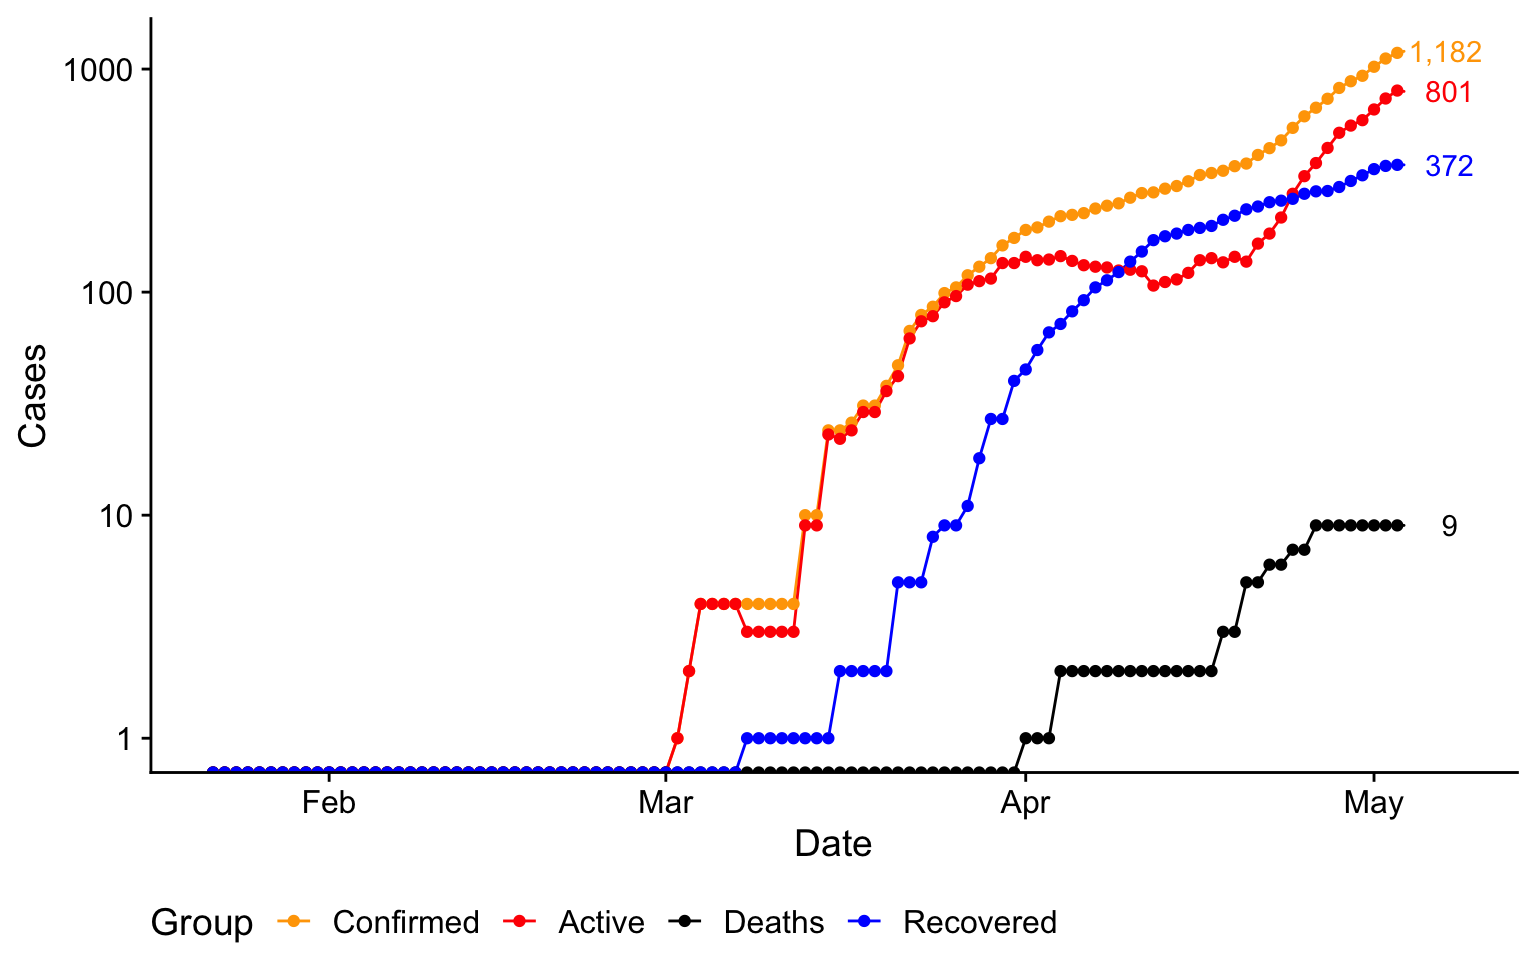 1,182
1000
801
372
100
Cases
10
9
1
Feb Mar Apr May
Date
Group Confirmed Active Deaths Recovered